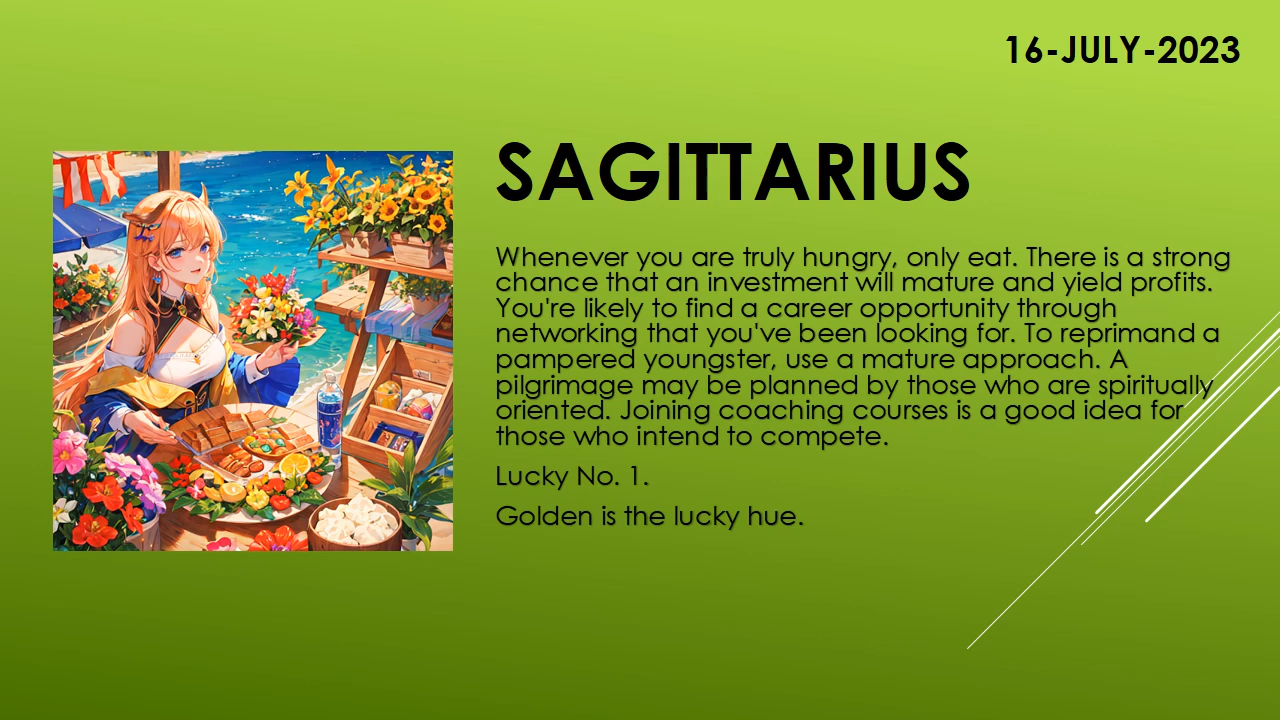 16-JULY-2023
SAGITTARIUS
Whenever you are truly hungry, only eat. There is a strong
chance that an investment will mature and yield profits.
You're likely to find a career opportunity through
networking that you've been looking for. To reprimand a
pampered youngster, use a mature approach. A
pilgrimage may be planned by those who are spiritually
oriented. Joining coaching courses is a good idea for
those who intend to compete.
Lucky No. 1.
Golden is the lucky hue.